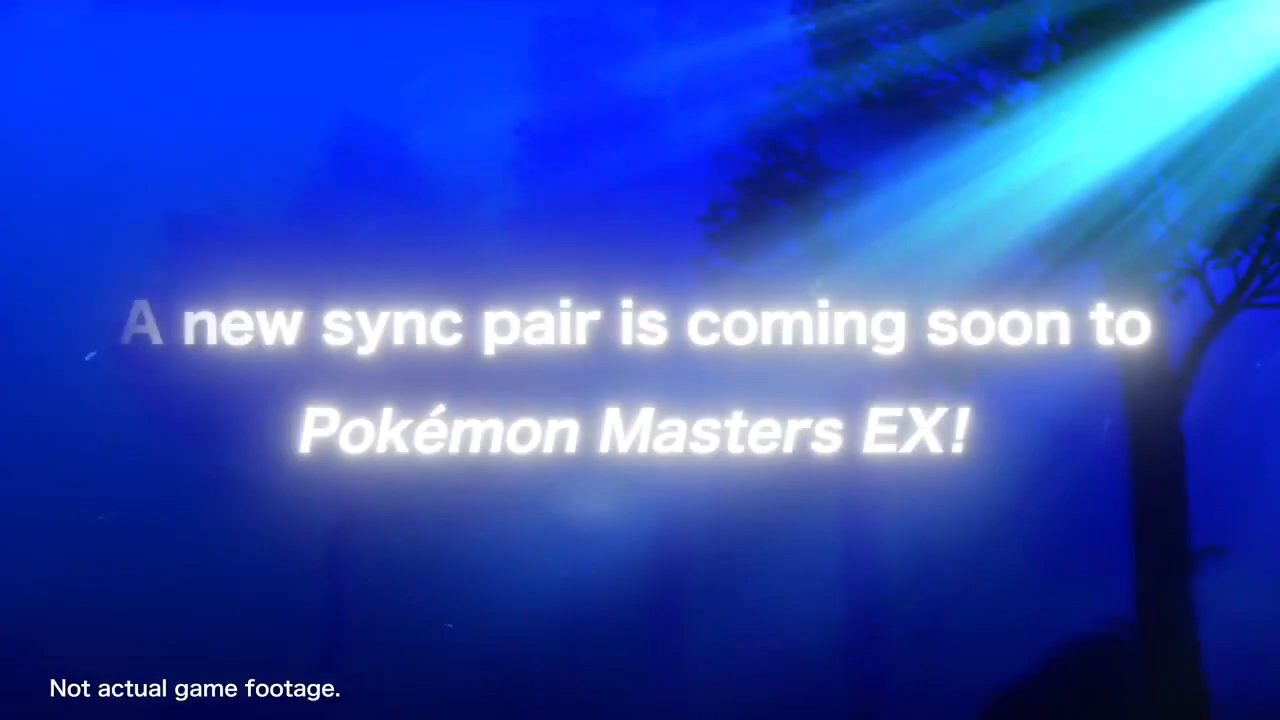 A new sync pair is coming soon to
Pokémon Masters EX!
Not actual game footage.